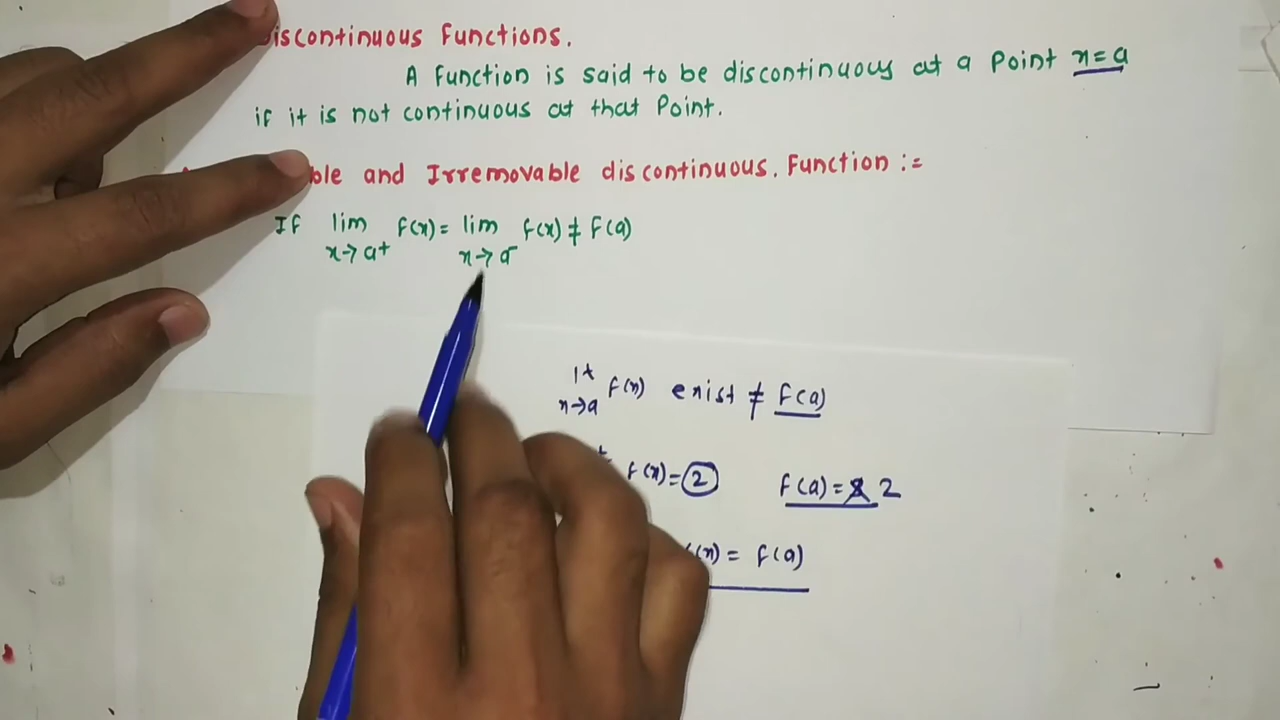 iscontinuous Functions.
A Function is said to be discontinuous at a Point x=a
if it is not continuous at that Point.
ble and Irremovable discontinuous. Function :=
If lim x→a+ f(x) = lim x→a- f(x) ≠ f(a)
lt x→a f(x) exist ≠ f(a)
f(x)=2 f(a)= 2
(x) = f(a)